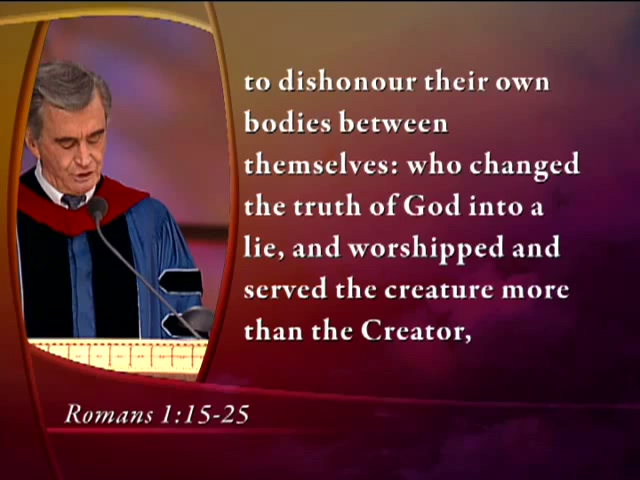 to dishonour their own
bodies between
themselves: who changed
the truth of God into a
lie, and worshipped and
served the creature more
than the Creator,
Romans 1:15-25